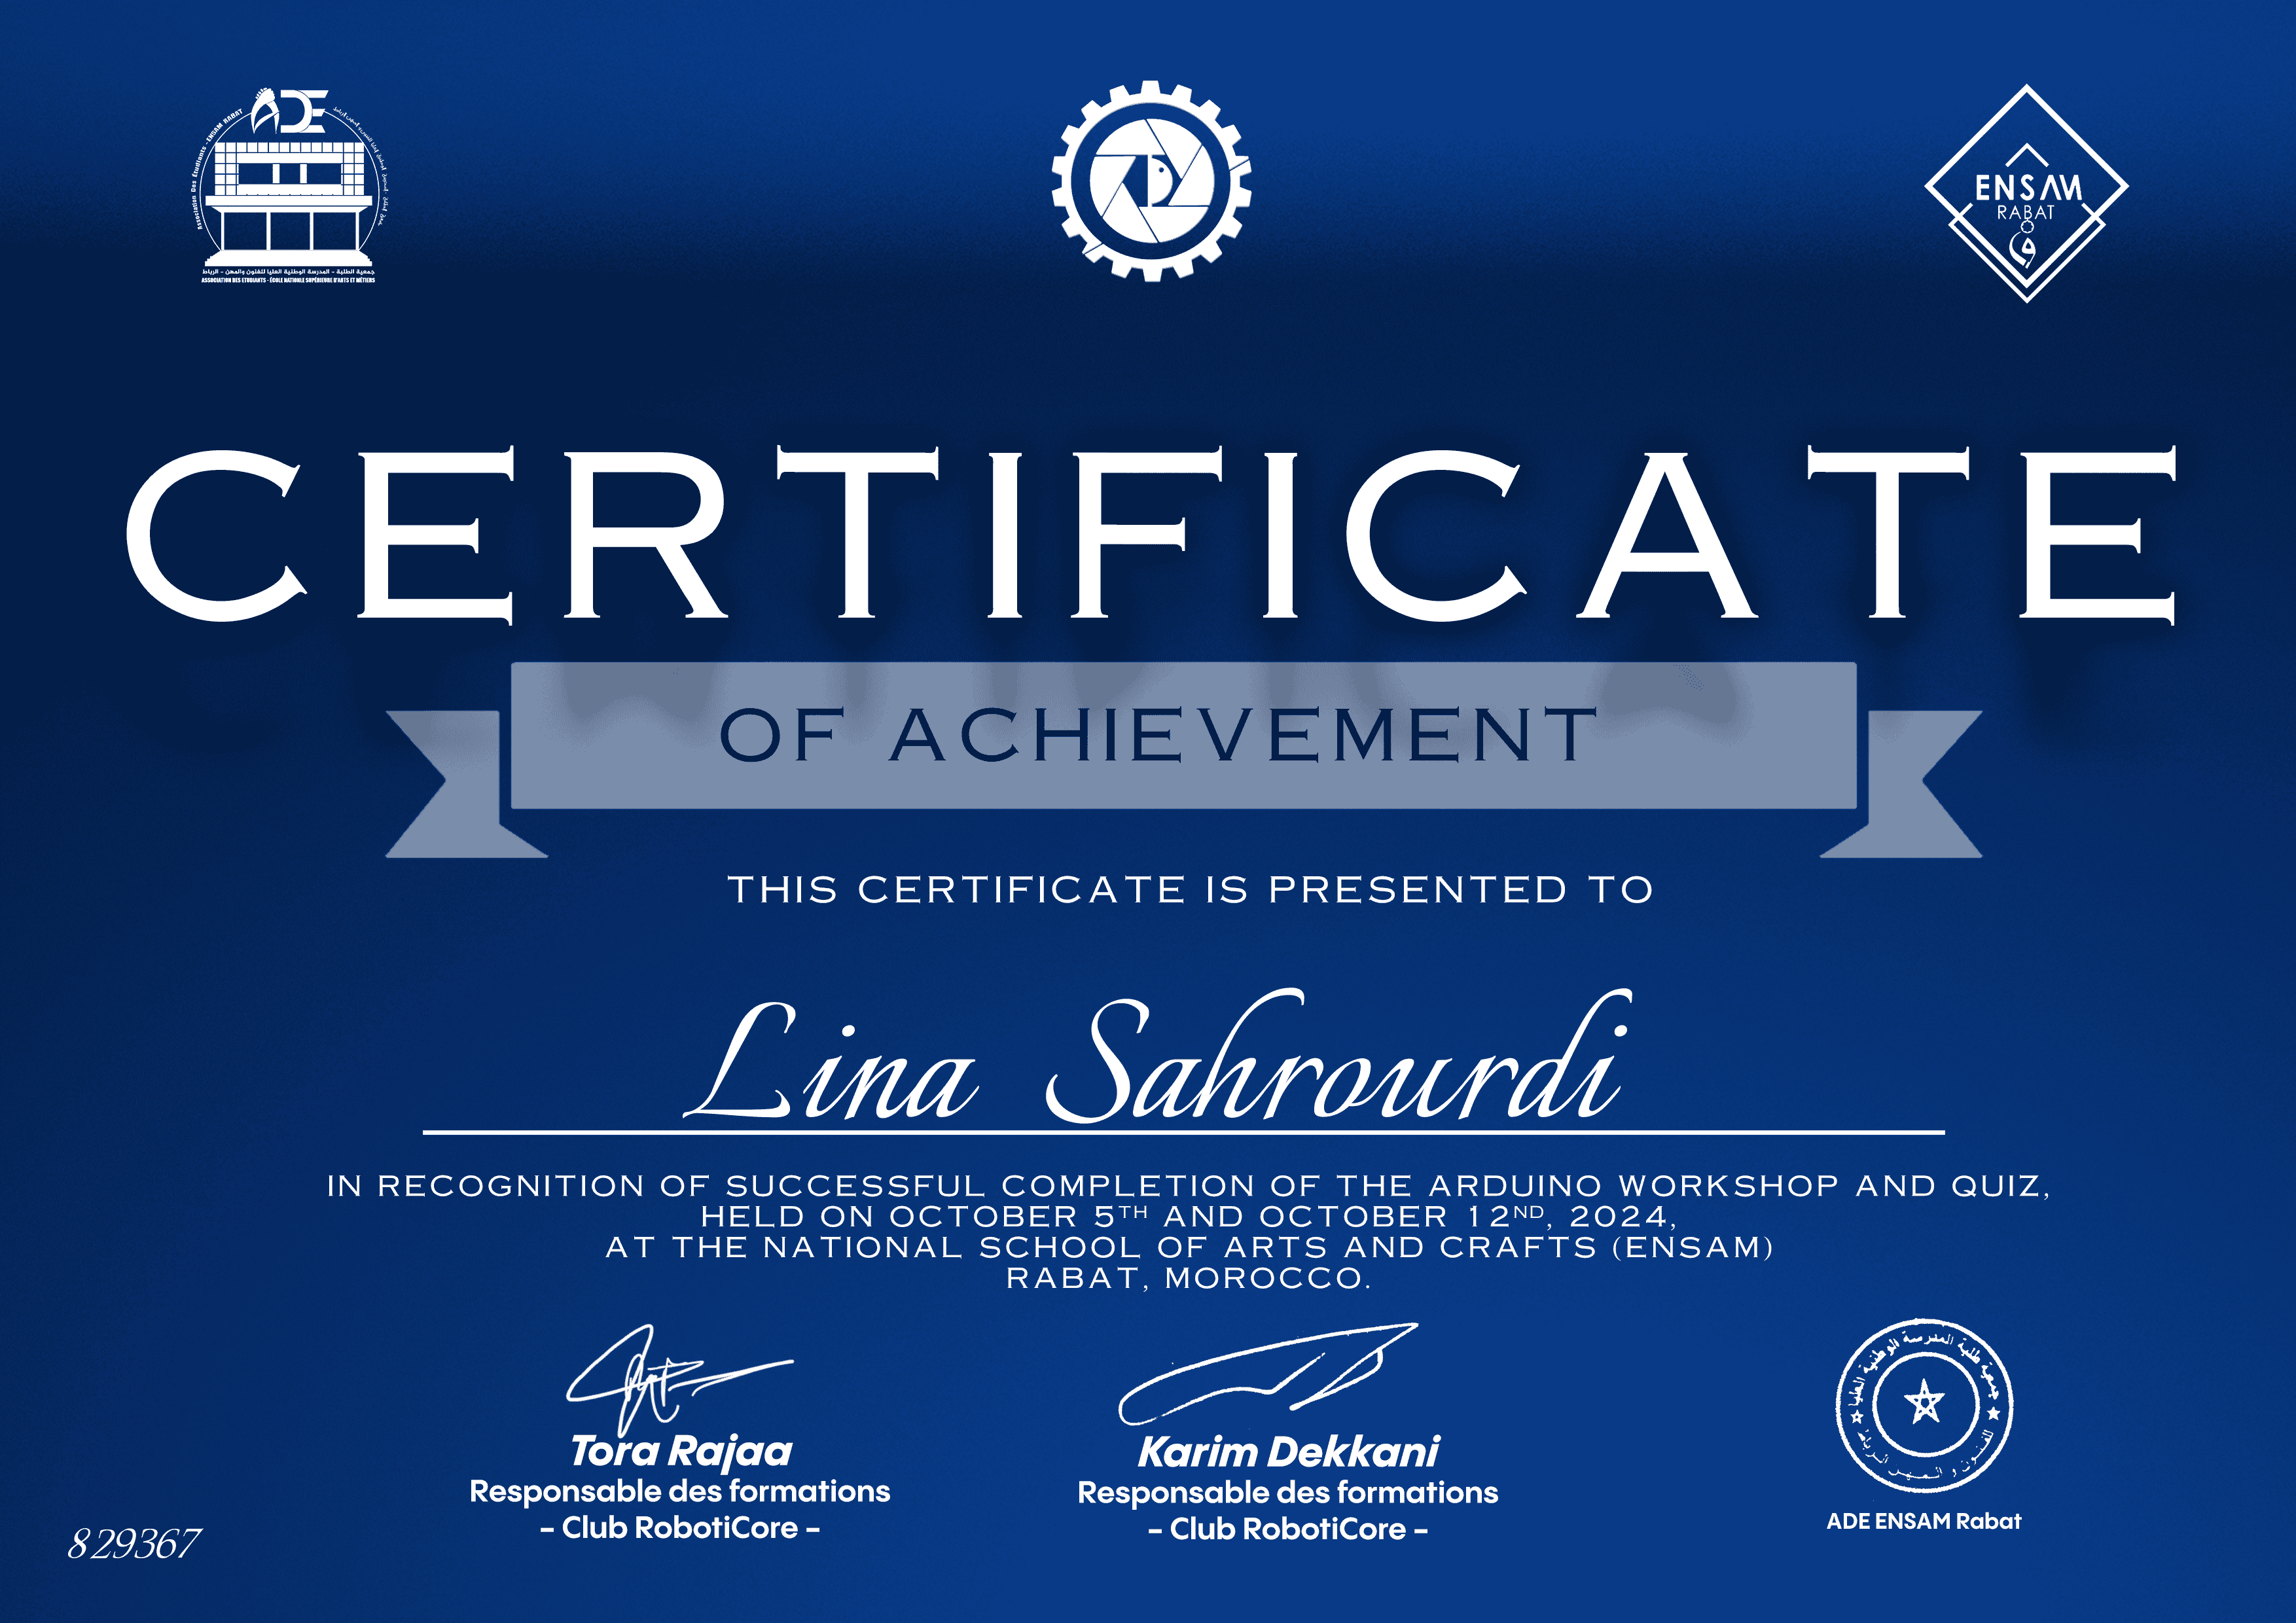 ADE
Association Des Etudiants - ENSAM RABAT
جمعية الطلبة - المدرسة الوطنية العليا للفنون والمهن - الرباط
ASSOCIATION DES ETUDIANTS - ÉCOLE NATIONALE SUPÉRIEURE D'ARTS ET MÉTIERS
ENSAM
RABAT
CERTIFICATE
OF ACHIEVEMENT
THIS CERTIFICATE IS PRESENTED TO
Lina Sahrourdi
IN RECOGNITION OF SUCCESSFUL COMPLETION OF THE ARDUINO WORKSHOP AND QUIZ,
HELD ON OCTOBER 5TH AND OCTOBER 12ND, 2024,
AT THE NATIONAL SCHOOL OF ARTS AND CRAFTS (ENSAM)
RABAT, MOROCCO.
Tora Rajaa
Responsable des formations
- Club RobotiCore -
Karim Dekkani
Responsable des formations
- Club RobotiCore -
جمعية طلبة المدرسة الوطنية العليا
للفنون و المهن الرباط
ADE ENSAM Rabat
829367